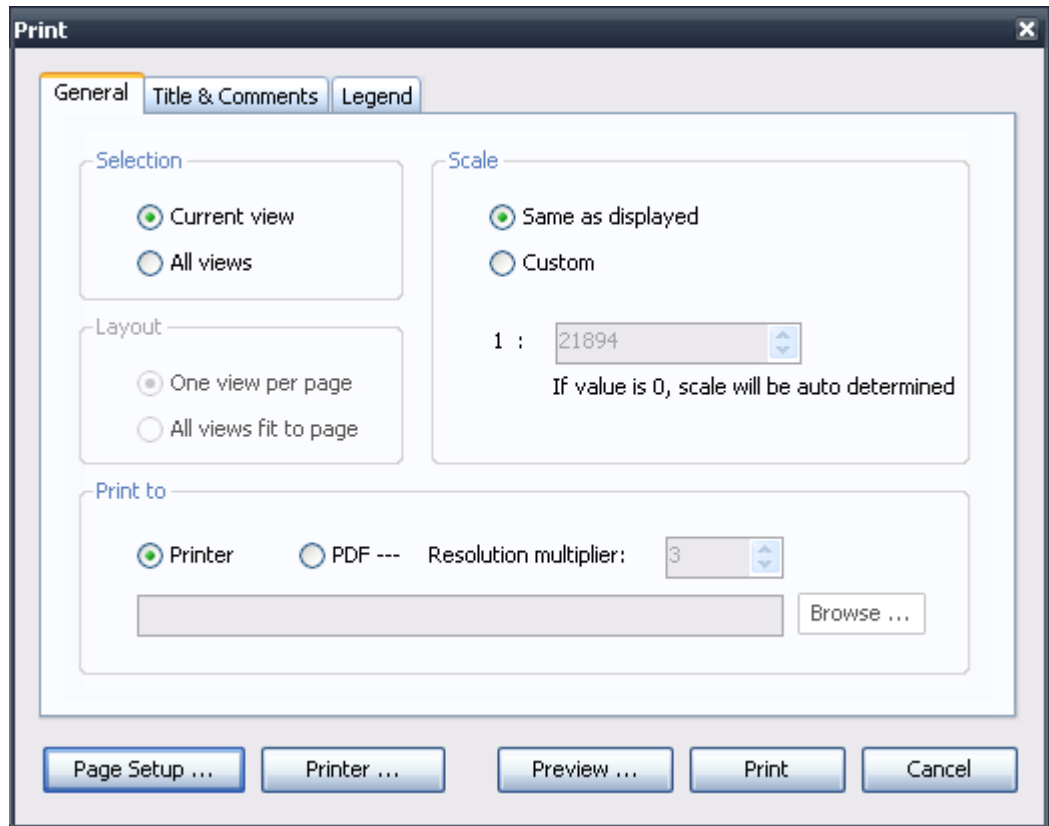 Print
General Title & Comments Legend
Selection
Current view
All views
Scale
Same as displayed
Custom
1 : 21894
If value is 0, scale will be auto determined
Layout
One view per page
All views fit to page
Print to
Printer PDF --- Resolution multiplier: 3
Browse ...
Page Setup ... Printer ... Preview ... Print Cancel